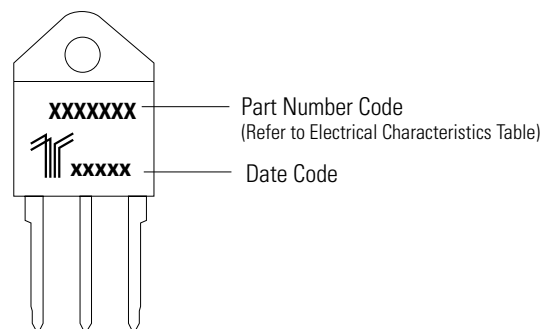 XXXXXXX
Part Number Code
(Refer to Electrical Characteristics Table)
xxxxx
Date Code